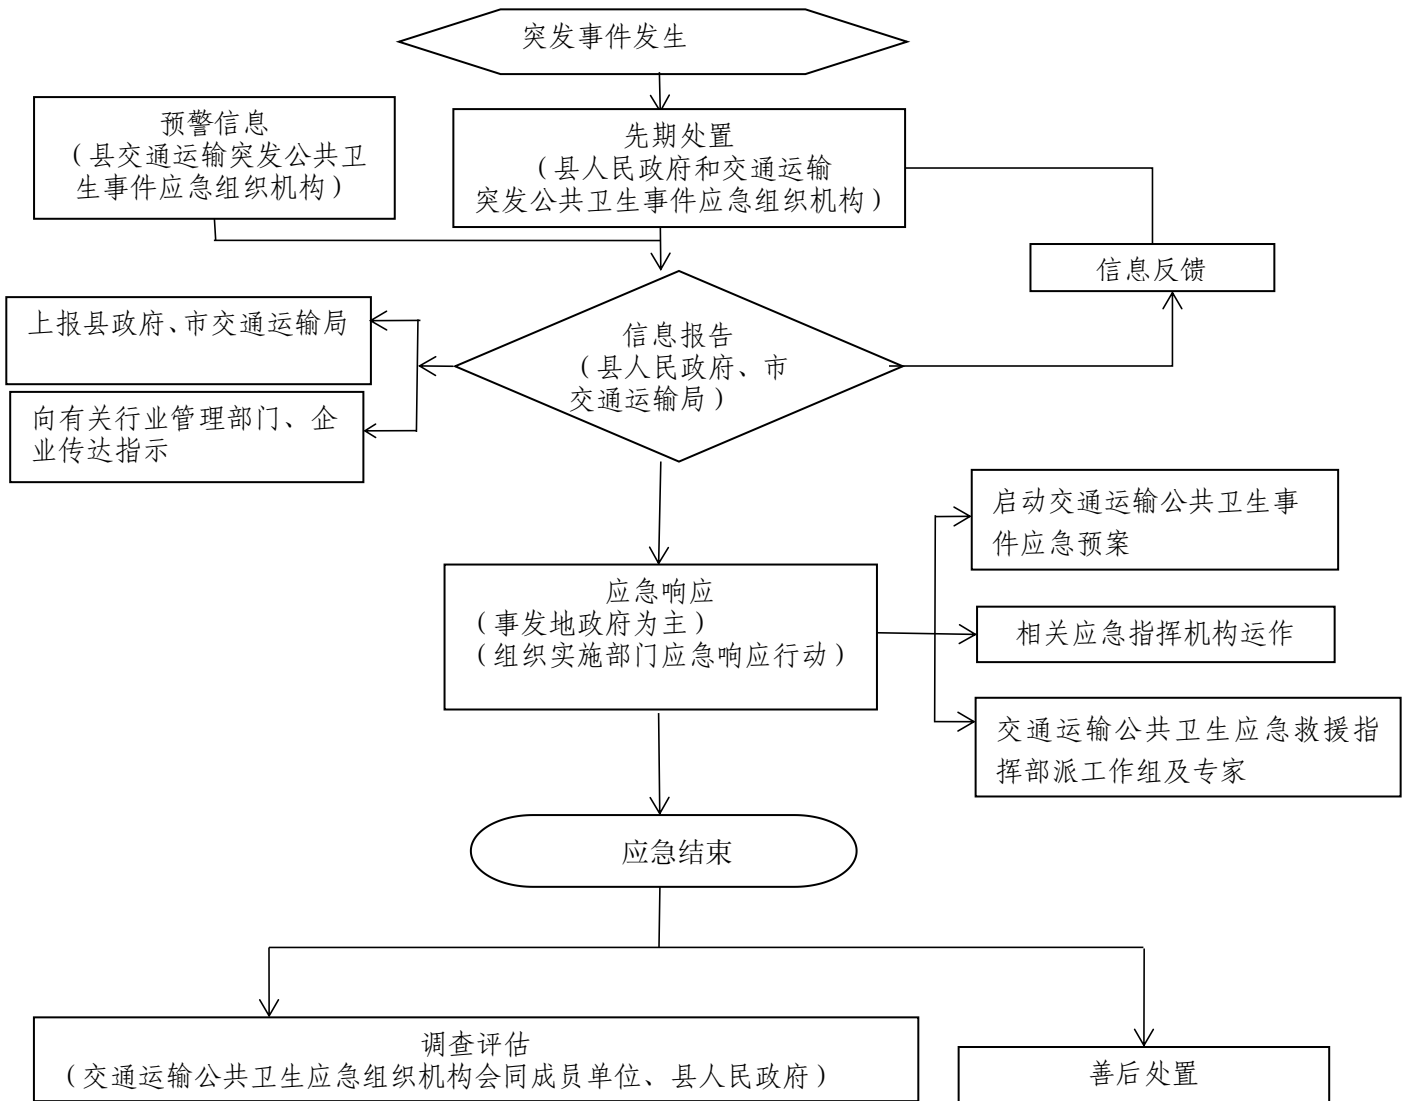 突发事件发生
预警信息
（县交通运输突发公共卫
生事件应急组织机构）
先期处置
（县人民政府和交通运输
突发公共卫生事件应急组织机构）
信息反馈
上报县政府、市交通运输局
信息报告
（县人民政府、市
交通运输局）
向有关行业管理部门、企
业传达指示
启动交通运输公共卫生事
件应急预案
应急响应
（事发地政府为主）
（组织实施部门应急响应行动）
相关应急指挥机构运作
交通运输公共卫生应急救援指
挥部派工作组及专家
应急结束
调查评估
（交通运输公共卫生应急组织机构会同成员单位、县人民政府）
善后处置